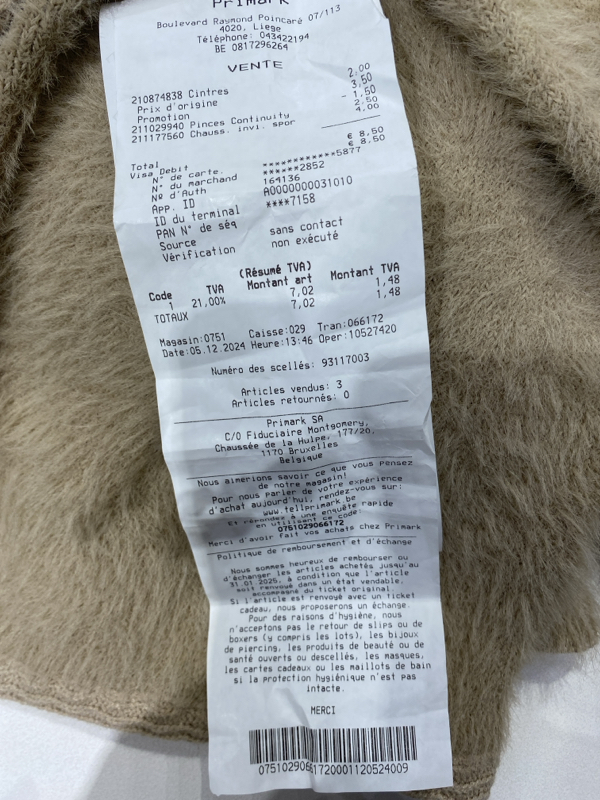 Primark
Boulevard Raymond Poincaré 07/113
4020, Liege
Téléphone: 043422194
BE 0817296264
VENTE
210874838 Cintres 2,00
Prix d'origine 3,50
Promotion - 1,50
211029940 Pinces Continuity 2,50
211177560 Chauss. invi. spor 4,00
Total € 8,50
Visa Debit € 8,50
N° de carte. ************5877
N° du marchand ******2852
Nº d'Auth 164136
App. ID A0000000031010
ID du terminal ****7158
PAN N° de séq
Source sans contact
Vérification non exécuté
(Résumé TVA)
Code TVA Montant art Montant TVA
1 21,00% 7,02 1,48
TOTAUX 7,02 1,48
Magasin:0751 Caisse:029 Tran:066172
Date:05.12.2024 Heure:13:46 Oper:10527420
Numéro des scellés: 93117003
Articles vendus: 3
Articles retournés: 0
Primark SA
C/O Fiduciaire Montgomery,
Chaussée de la Hulpe, 177/20,
1170 Bruxelles
Belgique
Nous aimerions savoir ce que vous pensez
de notre magasin!
Pour nous parler de votre expérience
d'achat aujourd'hui, rendez-vous sur:
www.tellprimark.be
Et répondez à une enquête rapide
en utilisant ce code:
0751029066172
Merci d'avoir fait vos achats chez Primark
Politique de remboursement et d'échange
Nous sommes heureux de rembourser ou
d'échanger les articles achetés jusqu'au
31.01.2025, à condition que l'article
soit renvoyé dans un état vendable,
accompagné du ticket original.
Si l'article est renvoyé avec un ticket
cadeau, nous proposerons un échange.
Pour des raisons d'hygiène, nous
n'acceptons pas le retour de slips ou de
boxers (y compris les lots), les bijoux
de piercing, les produits de beauté ou de
santé ouverts ou descellés, les masques,
les cartes cadeaux ou les maillots de bain
si la protection hygiénique n'est pas
intacte.
MERCI